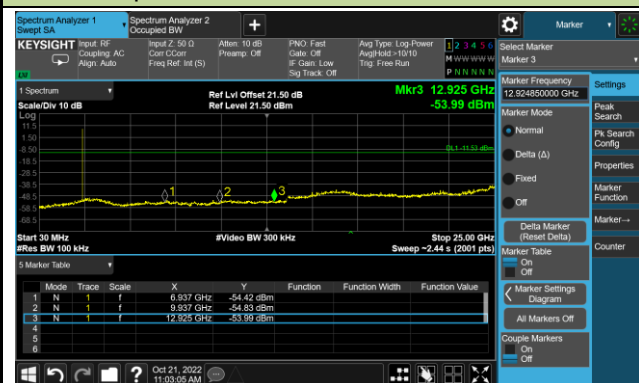 Spectrum Analyzer 1
Swept SA
Spectrum Analyzer 2
Occupied BW
+
Marker
KEYSIGHT
Input: RF
Coupling: AC
Align: Auto
Input Z: 50 Ω
Corr CCorr
Freq Ref: Int (S)
Atten: 10 dB
Preamp: Off
PNO: Fast
Gate: Off
IF Gain: Low
Sig Track: Off
Avg Type: Log-Power
Avg|Hold:>10/10
Trig: Free Run
1 2 3 4 5 6
M W W W W W
P N N N N N
LXI
Select Marker
Marker 3
1 Spectrum
Scale/Div 10 dB
Ref Lvl Offset 21.50 dB
Ref Level 21.50 dBm
Mkr3 12.925 GHz
-53.99 dBm
Log
11.5
1.50
-8.50
-18.5
-28.5
-38.5
-48.5
-58.5
-68.5
DL1 -11.53 dBm
1
2
3
Start 30 MHz
#Res BW 100 kHz
#Video BW 300 kHz
Stop 25.00 GHz
Sweep ~2.44 s (2001 pts)
5 Marker Table
Mode Trace Scale X Y Function Function Width Function Value
1 N 1 f 6.937 GHz -54.42 dBm
2 N 1 f 9.937 GHz -54.83 dBm
3 N 1 f 12.925 GHz -53.99 dBm
4
5
6
Marker Frequency
12.924850000 GHz
Marker Mode
Normal
Delta (Δ)
Fixed
Off
Delta Marker
(Reset Delta)
Marker Table
On
Off
Marker Settings
Diagram
All Markers Off
Couple Markers
On
Off
Settings
Peak
Search
Pk Search
Config
Properties
Marker
Function
Marker→
Counter
?
Oct 21, 2022
11:03:05 AM